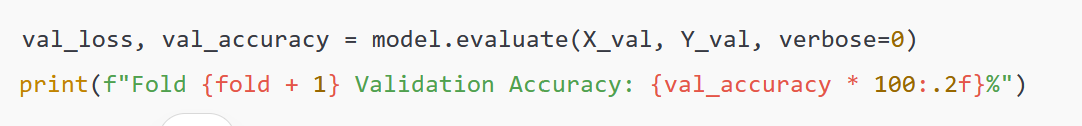 val_loss, val_accuracy = model.evaluate(X_val, Y_val, verbose=0)
print(f"Fold {fold + 1} Validation Accuracy: {val_accuracy * 100:.2f}%")